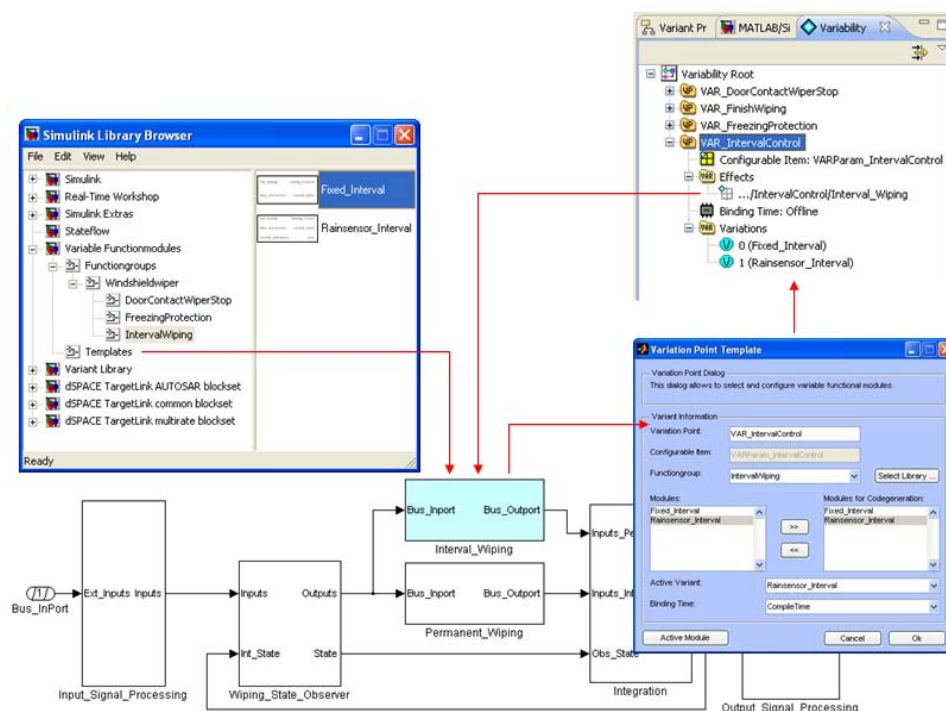 Variant Pr
MATLAB/Si
Variability
Variability Root
VAR_DoorContactWiperStop
VAR_FinishWiping
VAR_FreezingProtection
VAR_IntervalControl
Configurable Item: VARParam_IntervalControl
Effects
.../IntervalControl/Interval_Wiping
Binding Time: Offline
Variations
0 (Fixed_Interval)
1 (Rainsensor_Interval)
Simulink Library Browser
File Edit View Help
Simulink
Real-Time Workshop
Simulink Extras
Stateflow
Variable Functionmodules
Functiongroups
Windshieldwiper
DoorContactWiperStop
FreezingProtection
IntervalWiping
Templates
Variant Library
dSPACE TargetLink AUTOSAR blockset
dSPACE TargetLink common blockset
dSPACE TargetLink multirate blockset
Fixed_Interval
Rainsensor_Interval
Ready
Variation Point Template
Variation Point Dialog
This dialog allows to select and configure variable functional modules.
Variant Information
Variation Point: VAR_IntervalControl
Configurable Item: VARParam_IntervalControl
Functiongroup: IntervalWiping Select Library ...
Modules: Modules for Codegeneration:
Fixed_Interval Fixed_Interval
Rainsensor_Interval Rainsensor_Interval
>>
<<
Active Variant: Rainsensor_Interval
Binding Time: CompileTime
Active Module Cancel Ok
Bus_Inport Bus_Outport
Interval_Wiping
Bus_Inport Bus_Outport
Permanent_Wiping
/1/
Bus_InPort
Ext_Inputs Inputs
Input_Signal_Processing
Inputs Outputs
Int_State State
Wiping_State_Observer
Inputs_Pe
Inputs_Int
Obs_State
Integration
Output_Signal_Processing